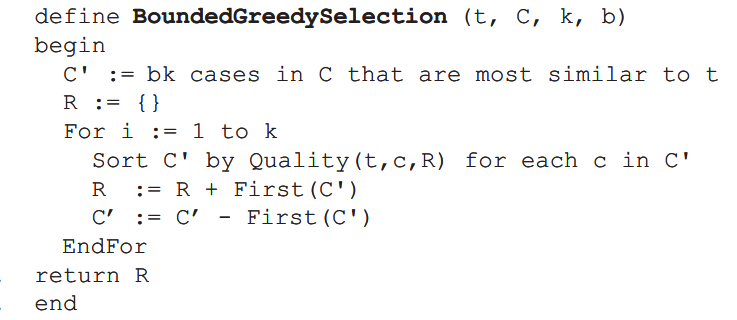 define BoundedGreedySelection (t, C, k, b)
begin
C' := bk cases in C that are most similar to t
R := {}
For i := 1 to k
Sort C' by Quality(t,c,R) for each c in C'
R := R + First(C')
C′ := C′ - First(C')
EndFor
return R
end